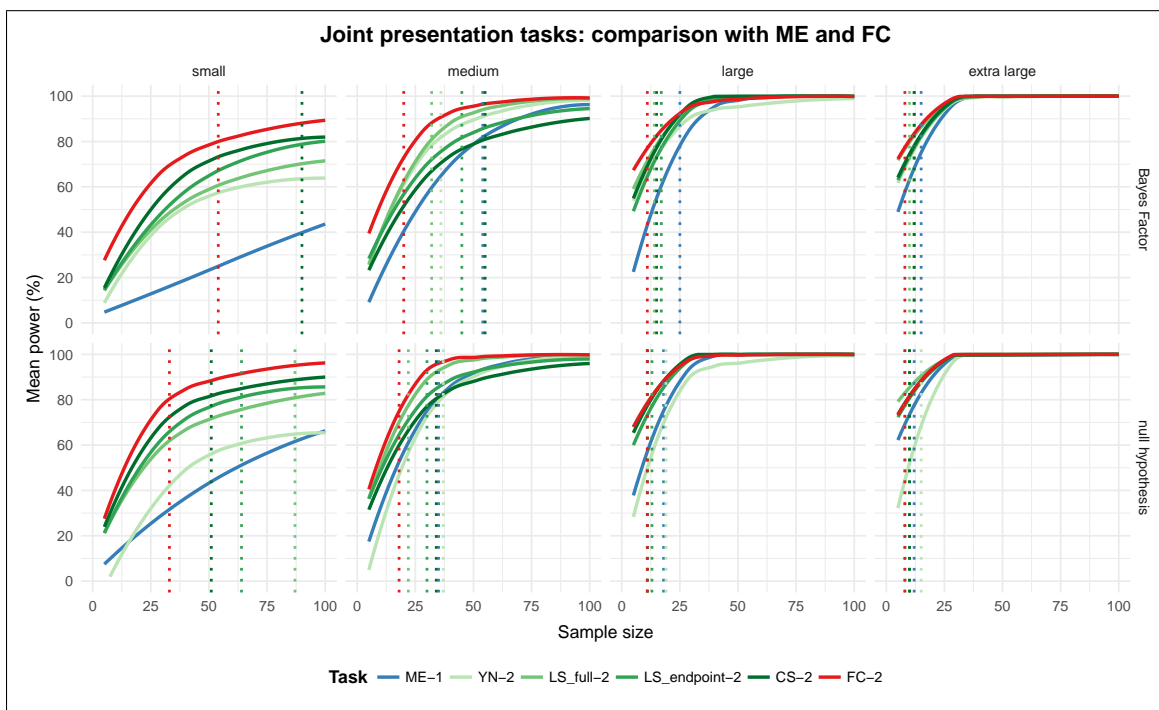 Joint presentation tasks: comparison with ME and FC
small medium large extra large
100
80
60
40
20
0
Bayes Factor
100
80
60
40
20
0
null hypothesis
Mean power (%)
0 25 50 75 100 0 25 50 75 100 0 25 50 75 100 0 25 50 75 100
Sample size
Task ME−1 YN−2 LS_full−2 LS_endpoint−2 CS−2 FC−2